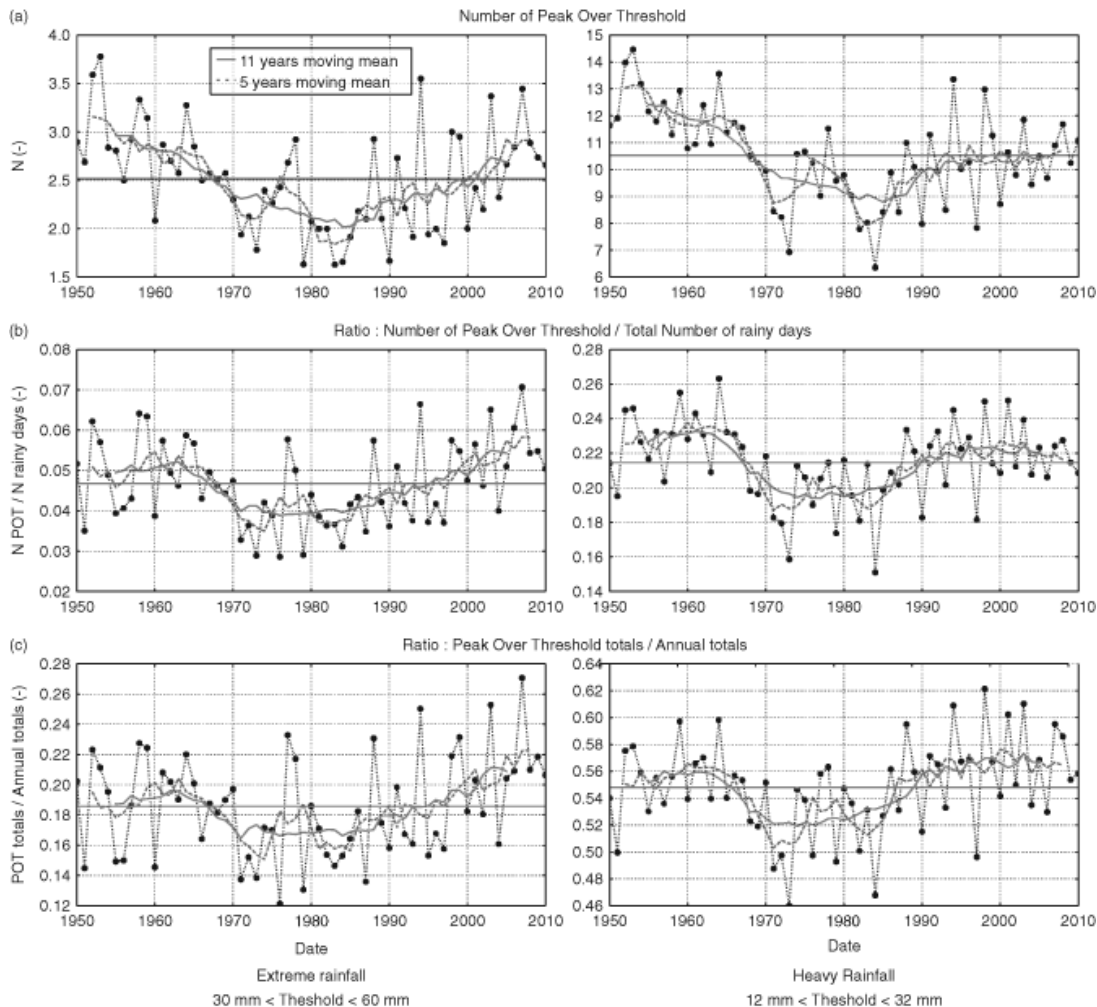 (a) Number of Peak Over Threshold
N (-)
4.0
3.5
3.0
2.5
2.0
1.5
11 years moving mean
5 years moving mean
1950 1960 1970 1980 1990 2000 2010
15
14
13
12
11
10
9
8
7
6
1950 1960 1970 1980 1990 2000 2010
(b) Ratio : Number of Peak Over Threshold / Total Number of rainy days
N POT / N rainy days (-)
0.08
0.07
0.06
0.05
0.04
0.03
0.02
1950 1960 1970 1980 1990 2000 2010
0.28
0.26
0.24
0.22
0.20
0.18
0.16
0.14
1950 1960 1970 1980 1990 2000 2010
(c) Ratio : Peak Over Threshold totals / Annual totals
POT totals / Annual totals (-)
0.28
0.26
0.24
0.22
0.20
0.18
0.16
0.14
0.12
1950 1960 1970 1980 1990 2000 2010
Date
Extreme rainfall
30 mm < Theshold < 60 mm
0.64
0.62
0.60
0.58
0.56
0.54
0.52
0.50
0.48
0.46
1950 1960 1970 1980 1990 2000 2010
Date
Heavy Rainfall
12 mm < Theshold < 32 mm